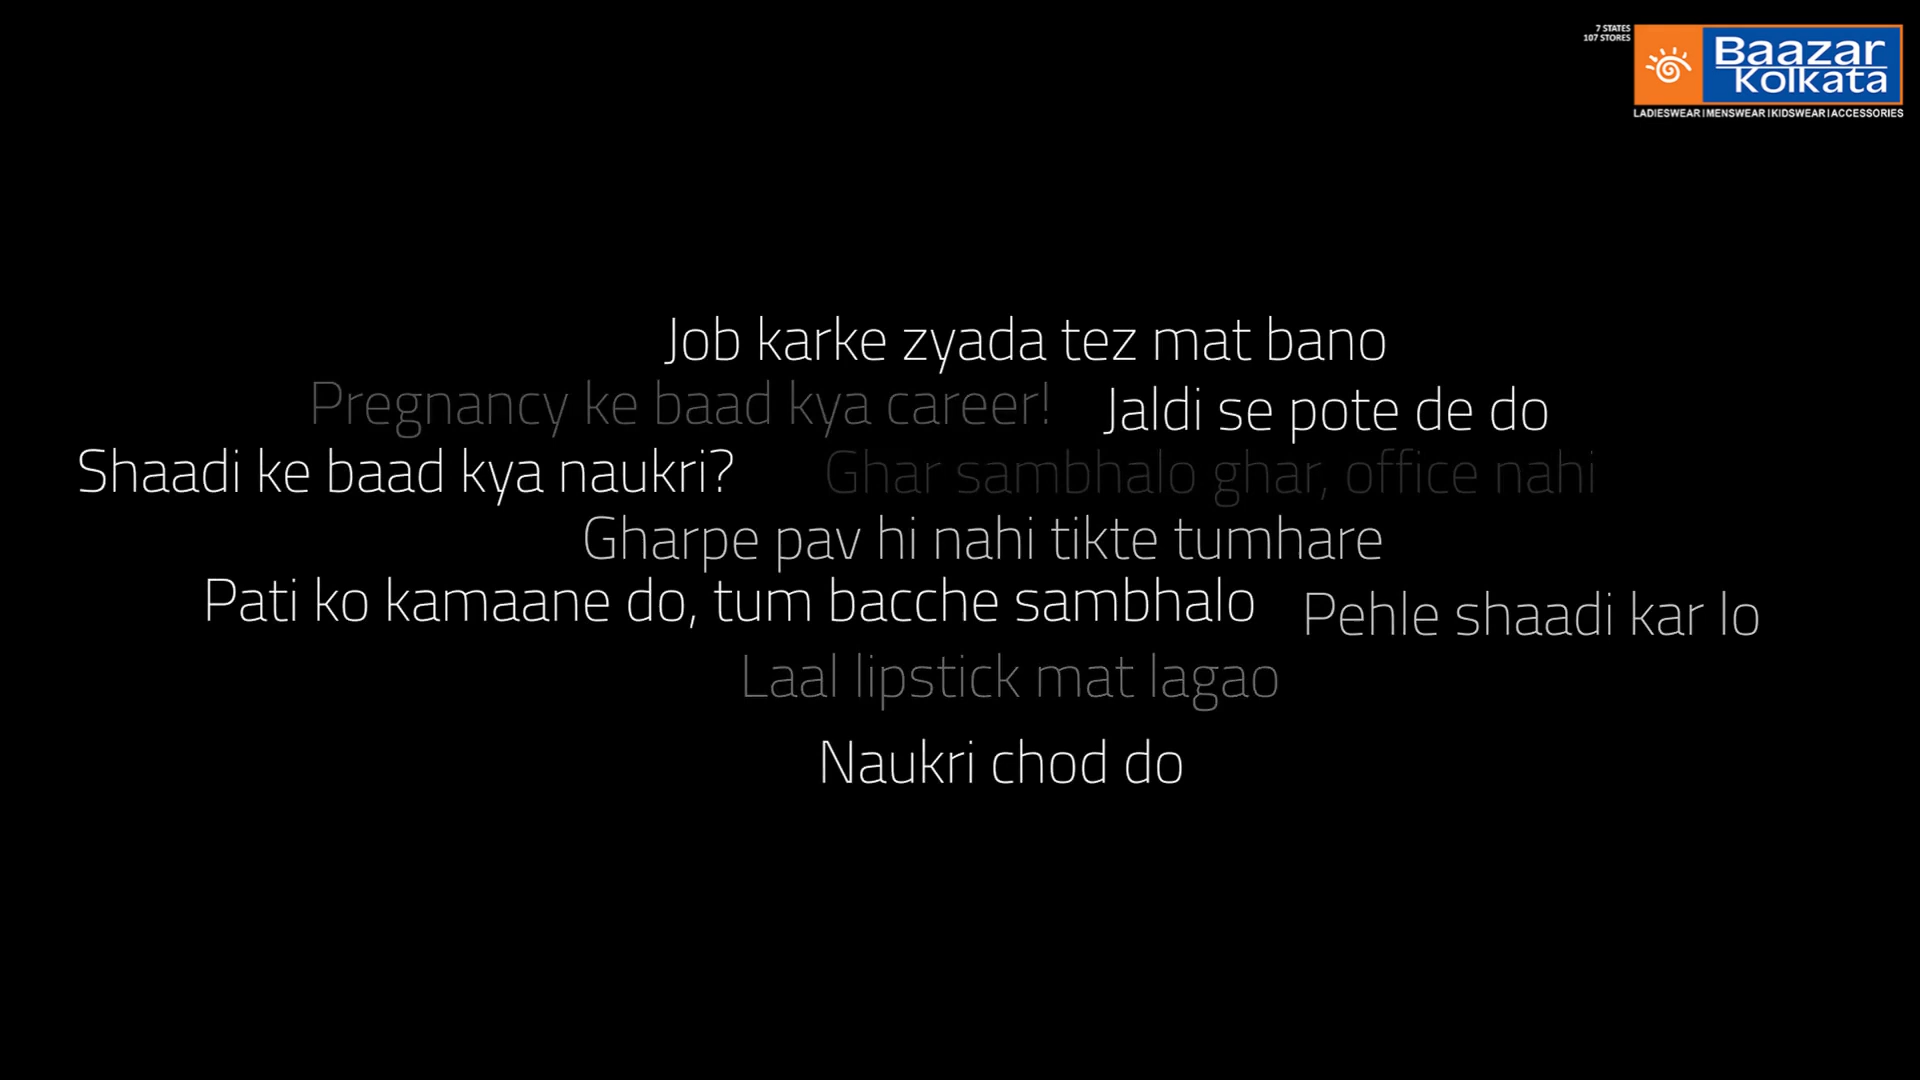 7 STATES
107 STORES
Baazar
Kolkata
LADIESWEAR | MENSWEAR | KIDSWEAR | ACCESSORIES
Job karke zyada tez mat bano
Pregnancy ke baad kya career!
Jaldi se pote de do
Shaadi ke baad kya naukri?
Ghar sambhalo ghar, office nahi
Gharpe pav hi nahi tikte tumhare
Pati ko kamaane do, tum bacche sambhalo
Pehle shaadi kar lo
Laal lipstick mat lagao
Naukri chod do